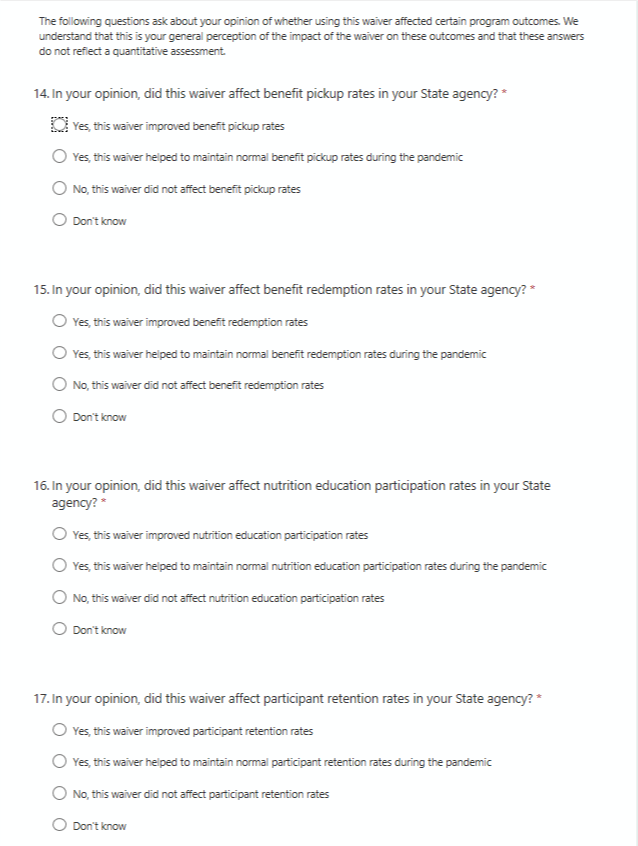 The following questions ask about your opinion of whether using this waiver affected certain program outcomes. We
understand that this is your general perception of the impact of the waiver on these outcomes and that these answers
do not reflect a quantitative assessment.
14. In your opinion, did this waiver affect benefit pickup rates in your State agency? *
Yes, this waiver improved benefit pickup rates
Yes, this waiver helped to maintain normal benefit pickup rates during the pandemic
No, this waiver did not affect benefit pickup rates
Don't know
15. In your opinion, did this waiver affect benefit redemption rates in your State agency? *
Yes, this waiver improved benefit redemption rates
Yes, this waiver helped to maintain normal benefit redemption rates during the pandemic
No, this waiver did not affect benefit redemption rates
Don't know
16. In your opinion, did this waiver affect nutrition education participation rates in your State
agency? *
Yes, this waiver improved nutrition education participation rates
Yes, this waiver helped to maintain normal nutrition education participation rates during the pandemic
No, this waiver did not affect nutrition education participation rates
Don't know
17. In your opinion, did this waiver affect participant retention rates in your State agency? *
Yes, this waiver improved participant retention rates
Yes, this waiver helped to maintain normal participant retention rates during the pandemic
No, this waiver did not affect participant retention rates
Don't know